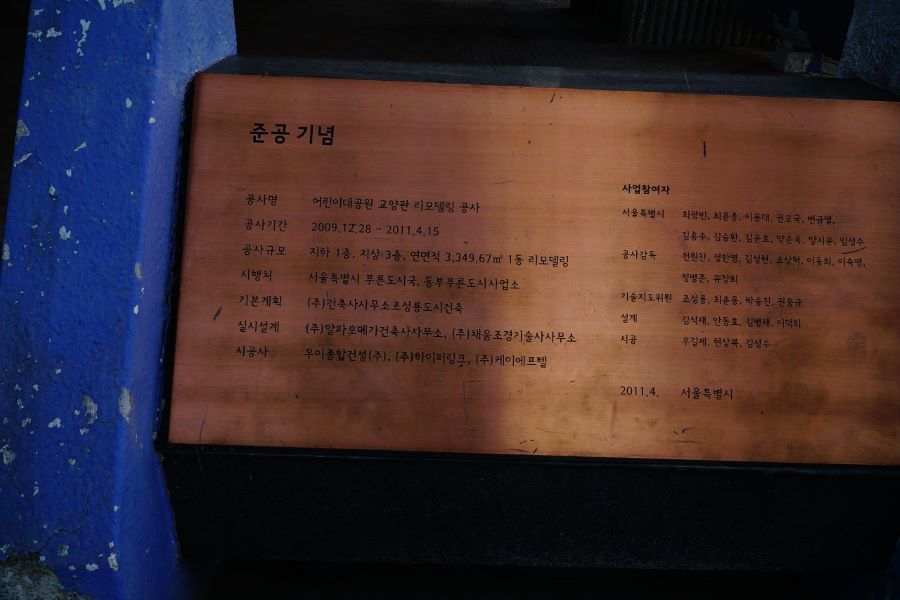 준공 기념
공사명 어린이대공원 교양관 리모델링 공사
공사기간 2009.12.28 - 2011.4.15
공사규모 지하 1층, 지상 3층, 연면적 3,349.67㎡ 1동 리모델링
시행처 서울특별시 푸른도시국, 동부푸른도시사업소
기본계획 (주)건축사사무소조성룡도시건축
실시설계 (주)알파오메가건축사사무소, (주)채움조경기술사사무소
시공사 우이종합건설(주), (주)하이퍼링크, (주)케이에프텔
사업참여자
서울특별시 최광빈, 최윤종, 이용대, 권오국, 변규열,
김홍수, 김승환, 김윤호, 양순옥, 양지윤, 임성수
공사감독 전원찬, 정한영, 김성현, 소상혁, 이동희, 이숙영,
정병준, 유장희
기술지도위원 조성룡, 최춘웅, 박승진, 권용규
설계 김석재, 안동호, 김병채, 이덕희
시공 우길제, 현삼복, 김성수
2011.4. 서울특별시